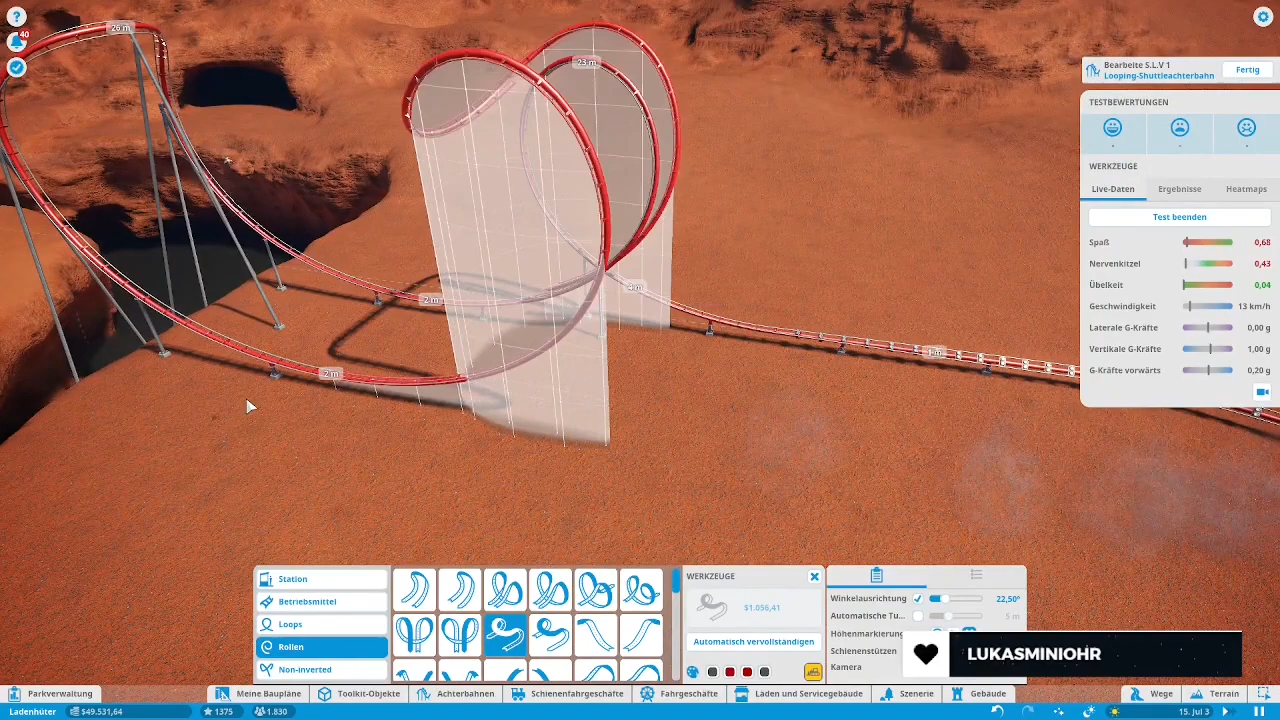 ?
40
26 m
23 m
4 m
2 m
1 m
2 m
Bearbeite S.L.V 1
Looping-Shuttleachterbahn
Fertig
TESTBEWERTUNGEN
- - -
WERKZEUGE
Live-Daten Ergebnisse Heatmaps
Test beenden
Spaß 0,68
Nervenkitzel 0,43
Übelkeit 0,04
Geschwindigkeit 13 km/h
Laterale G-Kräfte 0,00 g
Vertikale G-Kräfte 1,00 g
G-Kräfte vorwärts 0,20 g
Station
Betriebsmittel
Loops
Rollen
Non-inverted
WERKZEUGE
$1.056,41
Automatisch vervollständigen
Winkelausrichtung 22,50°
Automatische Tu... 5 m
Höhenmarkierung
Schienenstützen
Kamera
LUKASMINIOHR
Parkverwaltung Meine Baupläne Toolkit-Objekte Achterbahnen Schienenfahrgeschäfte Fahrgeschäfte Läden und Servicegebäude Szenerie Gebäude Wege Terrain
Ladenhüter $49.531,64 1375 1.830 15. Jul 3